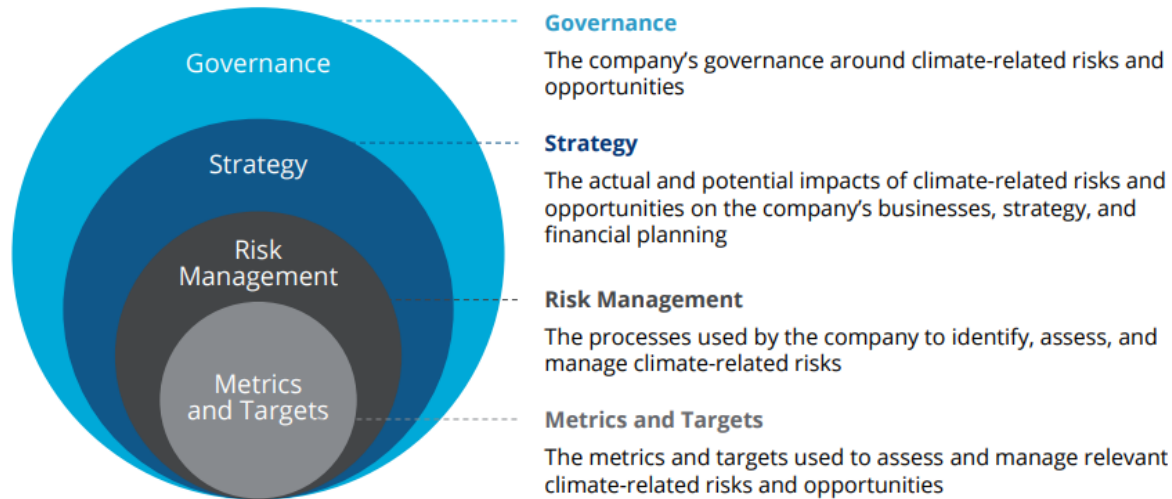 Governance
Strategy
Risk
Management
Metrics
and Targets
Governance
The company’s governance around climate-related risks and
opportunities
Strategy
The actual and potential impacts of climate-related risks and
opportunities on the company’s businesses, strategy, and
financial planning
Risk Management
The processes used by the company to identify, assess, and
manage climate-related risks
Metrics and Targets
The metrics and targets used to assess and manage relevant
climate-related risks and opportunities